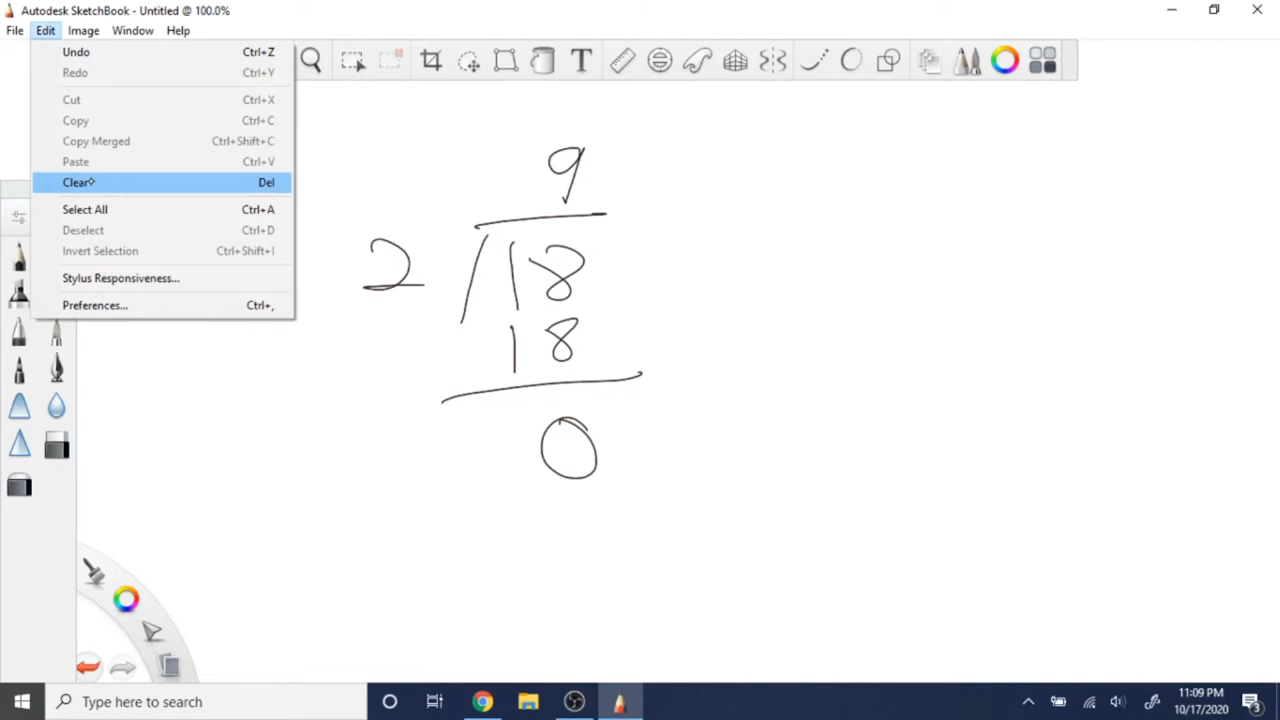 Autodesk SketchBook - Untitled @ 100.0%
File Edit Image Window Help
Undo Ctrl+Z
Redo Ctrl+Y
Cut Ctrl+X
Copy Ctrl+C
Copy Merged Ctrl+Shift+C
Paste Ctrl+V
Clear Del
Select All Ctrl+A
Deselect Ctrl+D
Invert Selection Ctrl+Shift+I
Stylus Responsiveness...
Preferences... Ctrl+,
T
9
2 18
18
0
Type here to search
11:09 PM
10/17/2020
3